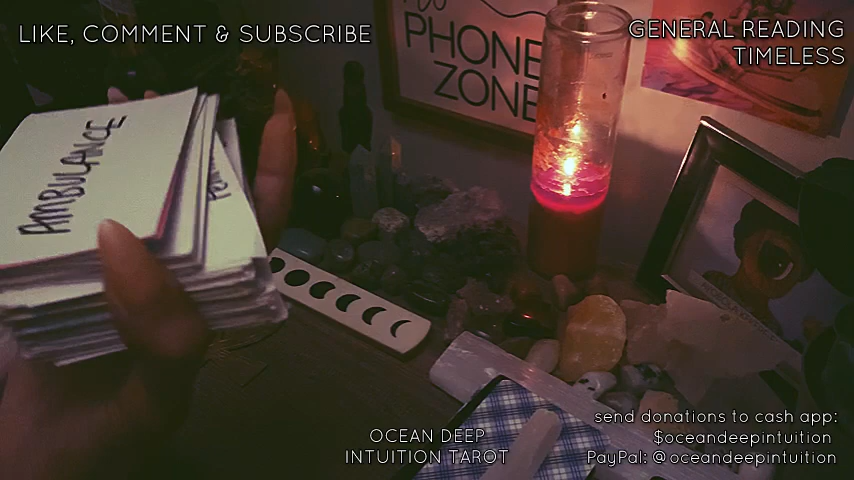 LIKE, COMMENT & SUBSCRIBE
GENERAL READING
TIMELESS
PHONE
ZONE
AMBULANCE
OCEAN DEEP
INTUITION TAROT
send donations to cash app:
$oceandeepintuition
PayPal: @oceandeepintuition